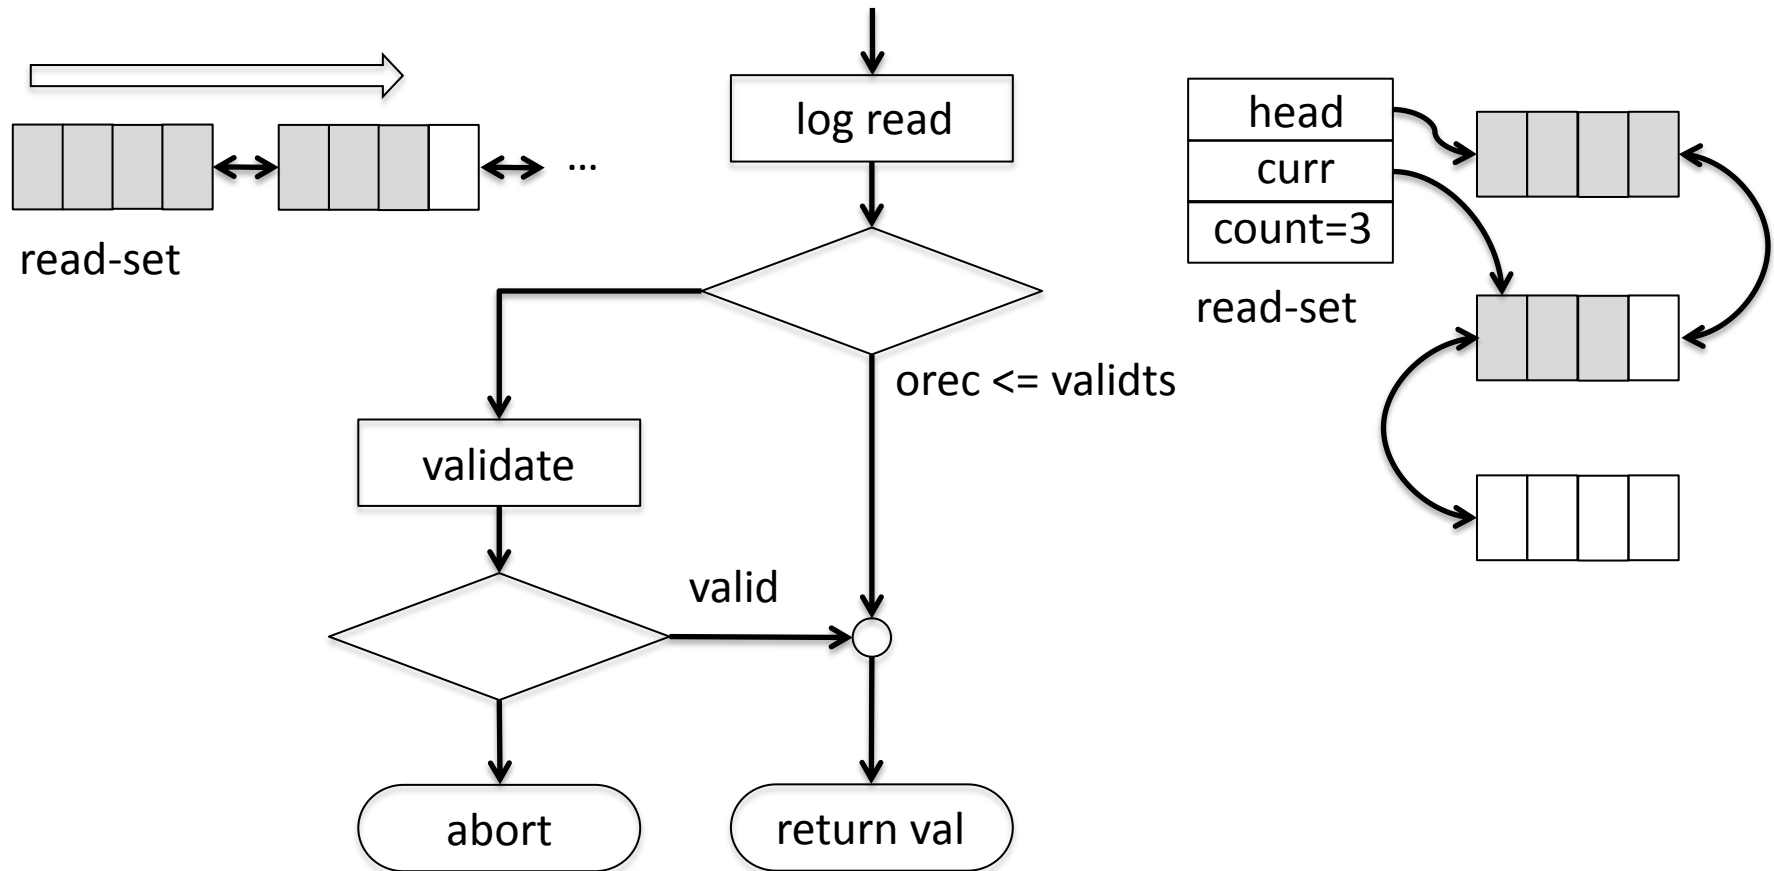 ...
read-set
log read
orec <= validts
validate
valid
abort
return val
head
curr
count=3
read-set